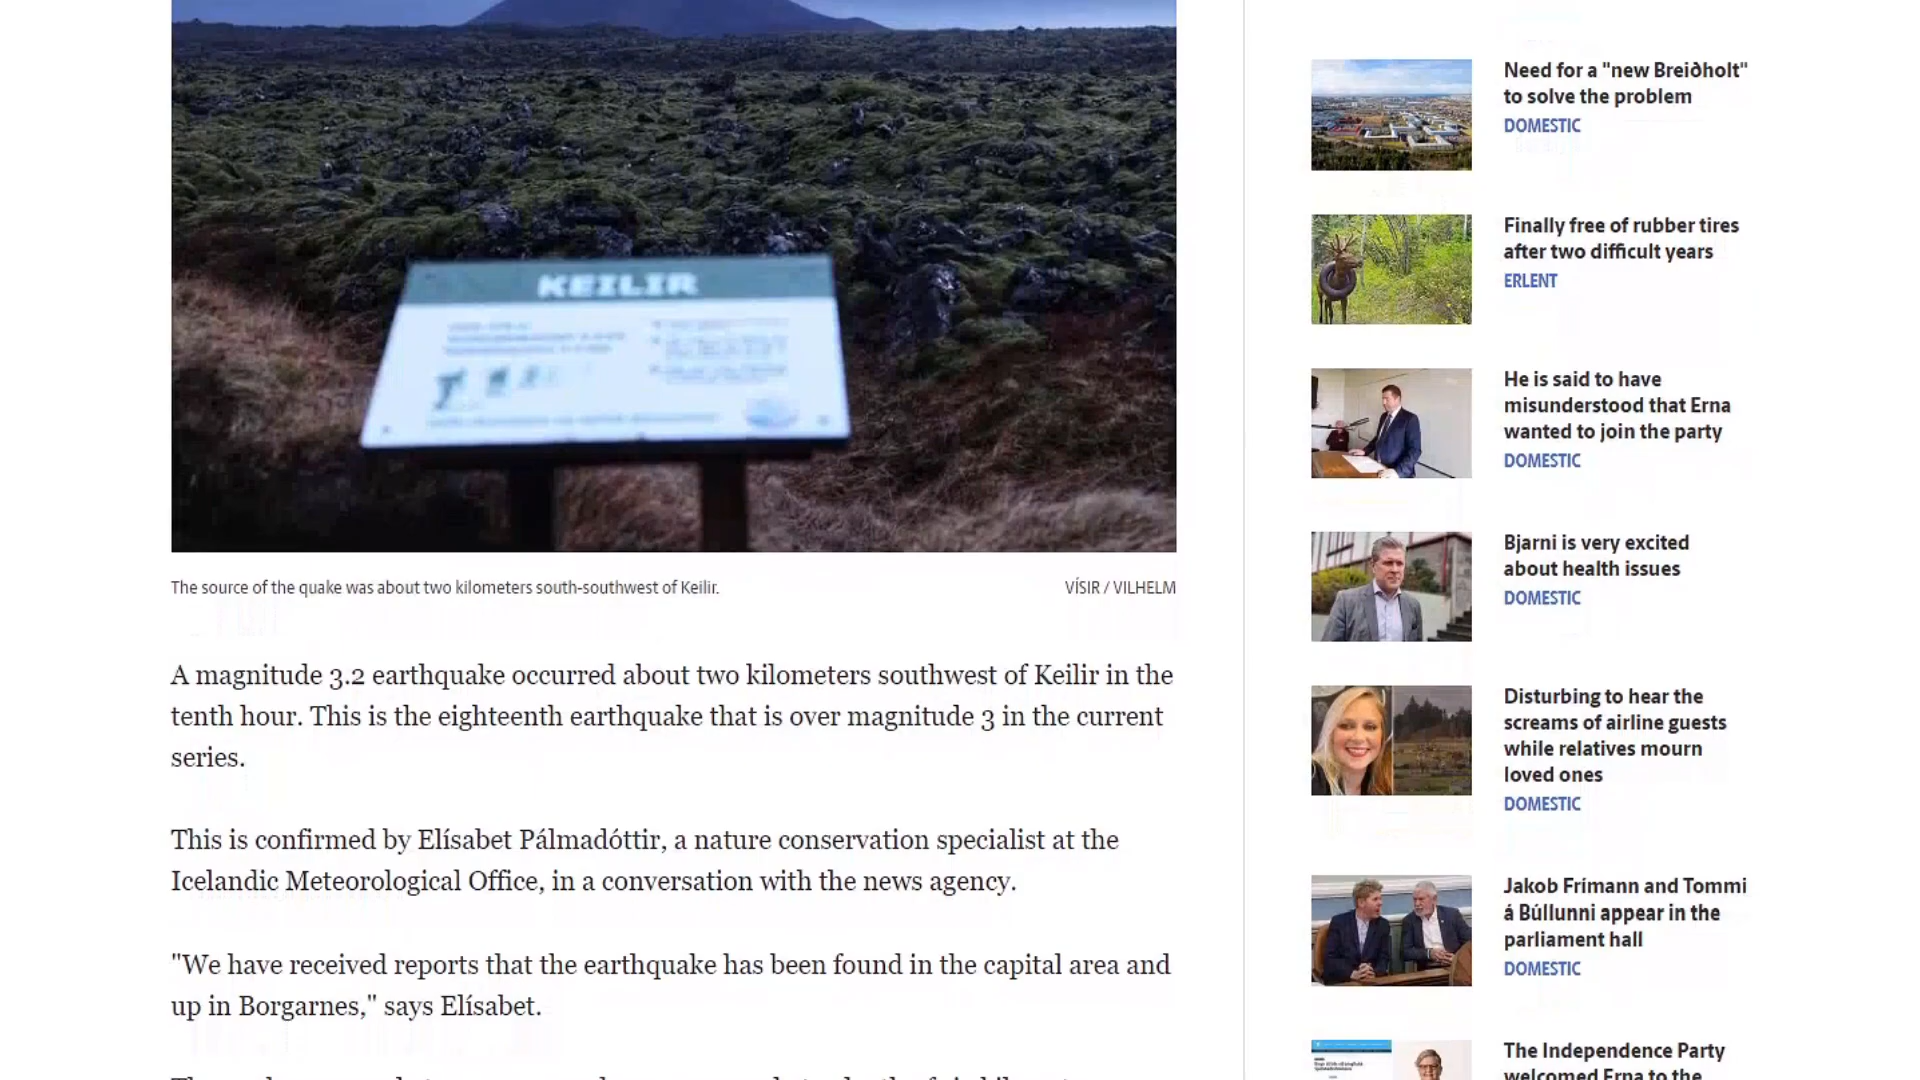 KEILIR
The source of the quake was about two kilometers south-southwest of Keilir.
VÍSIR / VILHELM
A magnitude 3.2 earthquake occurred about two kilometers southwest of Keilir in the
tenth hour. This is the eighteenth earthquake that is over magnitude 3 in the current
series.
This is confirmed by Elísabet Pálmadóttir, a nature conservation specialist at the
Icelandic Meteorological Office, in a conversation with the news agency.
"We have received reports that the earthquake has been found in the capital area and
up in Borgarnes," says Elísabet.
Need for a "new Breiðholt"
to solve the problem
DOMESTIC
Finally free of rubber tires
after two difficult years
ERLENT
He is said to have
misunderstood that Erna
wanted to join the party
DOMESTIC
Bjarni is very excited
about health issues
DOMESTIC
Disturbing to hear the
screams of airline guests
while relatives mourn
loved ones
DOMESTIC
Jakob Frímann and Tommi
á Búllunni appear in the
parliament hall
DOMESTIC
The Independence Party
welcomed Erna to the